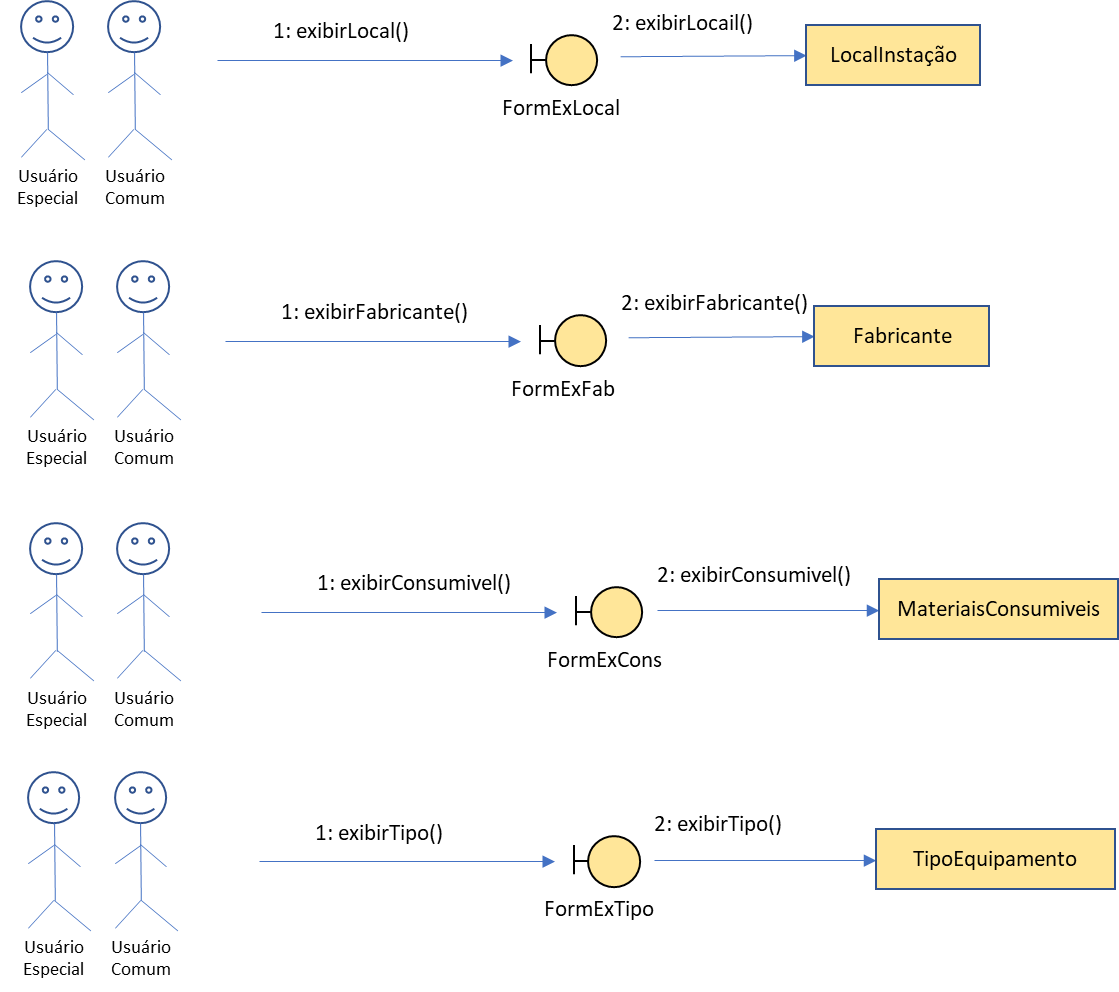 1: exibirLocal()
2: exibirLocail()
LocalInstação
FormExLocal
Usuário
Especial
Usuário
Comum
1: exibirFabricante()
2: exibirFabricante()
Fabricante
FormExFab
Usuário
Especial
Usuário
Comum
1: exibirConsumivel()
2: exibirConsumivel()
MateriaisConsumiveis
FormExCons
Usuário
Especial
Usuário
Comum
1: exibirTipo()
2: exibirTipo()
TipoEquipamento
FormExTipo
Usuário
Especial
Usuário
Comum